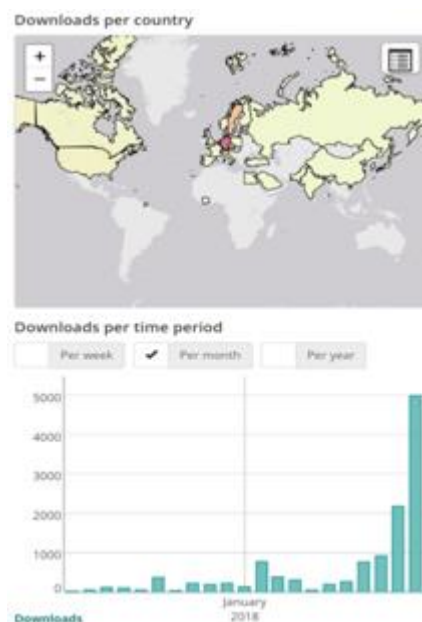 Downloads per country
+
−
Downloads per time period
Per week
Per month
Per year
5000
4000
3000
2000
1000
0
January
2018
Downloads